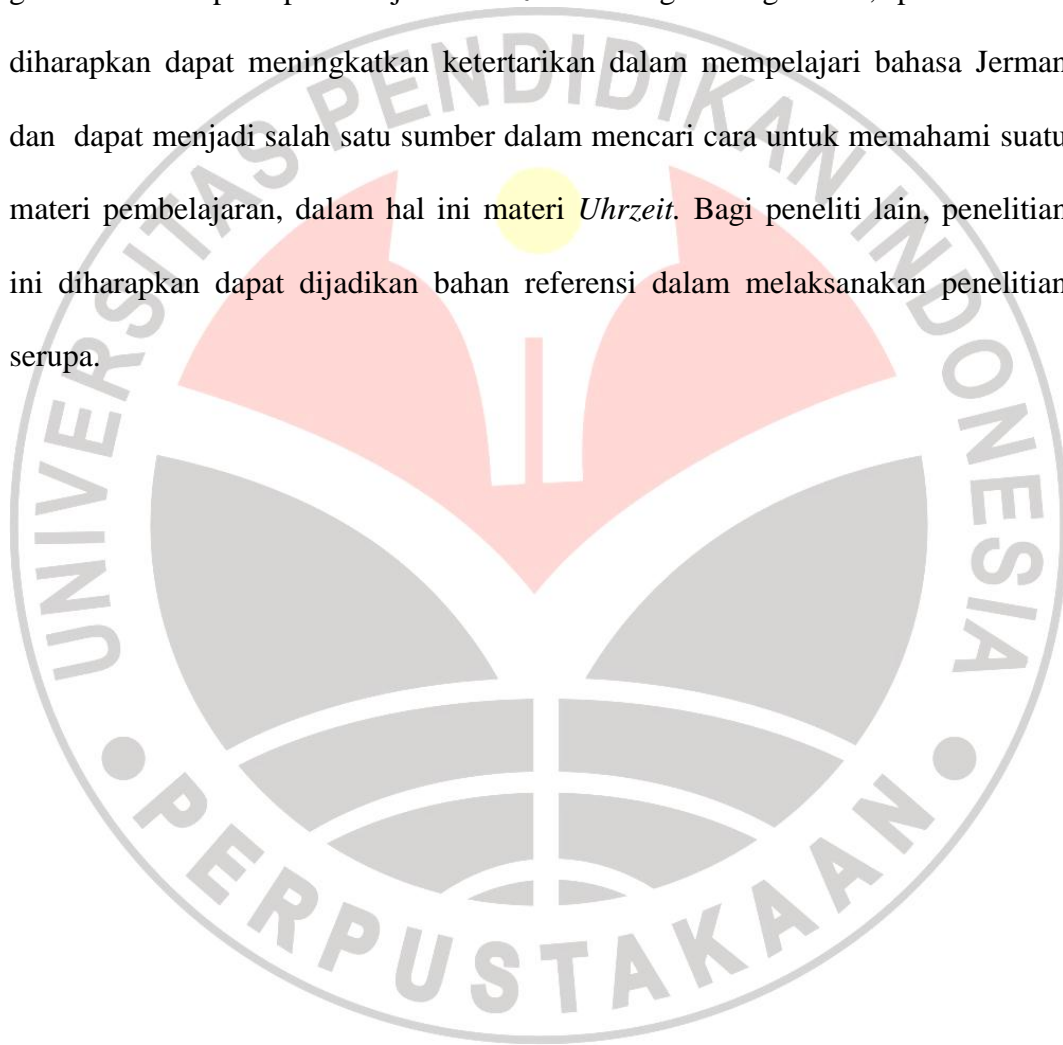 diharapkan dapat meningkatkan ketertarikan dalam mempelajari bahasa Jerman
dan dapat menjadi salah satu sumber dalam mencari cara untuk memahami suatu
materi pembelajaran, dalam hal ini materi Uhrzeit. Bagi peneliti lain, penelitian
ini diharapkan dapat dijadikan bahan referensi dalam melaksanakan penelitian
serupa.
UNIVERSITAS PENDIDIKAN INDONESIA
PERPUSTAKAAN